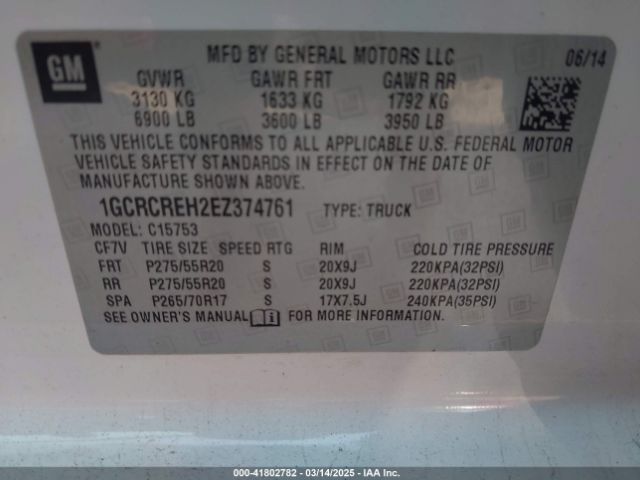 GM
MFD BY GENERAL MOTORS LLC 06/14
GVWR GAWR FRT GAWR RR
3130 KG 1633 KG 1792 KG
6900 LB 3600 LB 3950 LB
THIS VEHICLE CONFORMS TO ALL APPLICABLE U.S. FEDERAL MOTOR
VEHICLE SAFETY STANDARDS IN EFFECT ON THE DATE OF
MANUFACTURE SHOWN ABOVE.
1GCRCREH2EZ374761 TYPE: TRUCK
MODEL: C15753
CF7V TIRE SIZE SPEED RTG RIM COLD TIRE PRESSURE
FRT P275/55R20 S 20X9J 220KPA(32PSI)
RR P275/55R20 S 20X9J 220KPA(32PSI)
SPA P265/70R17 S 17X7.5J 240KPA(35PSI)
SEE OWNER'S MANUAL FOR MORE INFORMATION.
000-41802782 - 03/14/2025 - IAA Inc.